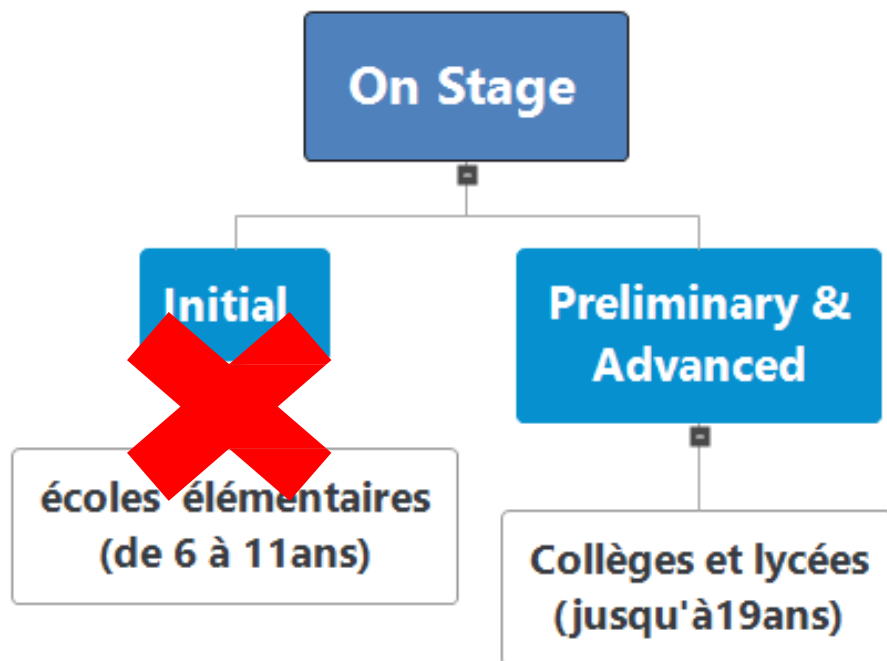 On Stage
Initial
Preliminary &
Advanced
écoles élémentaires
(de 6 à 11ans)
Collèges et lycées
(jusqu'à19ans)